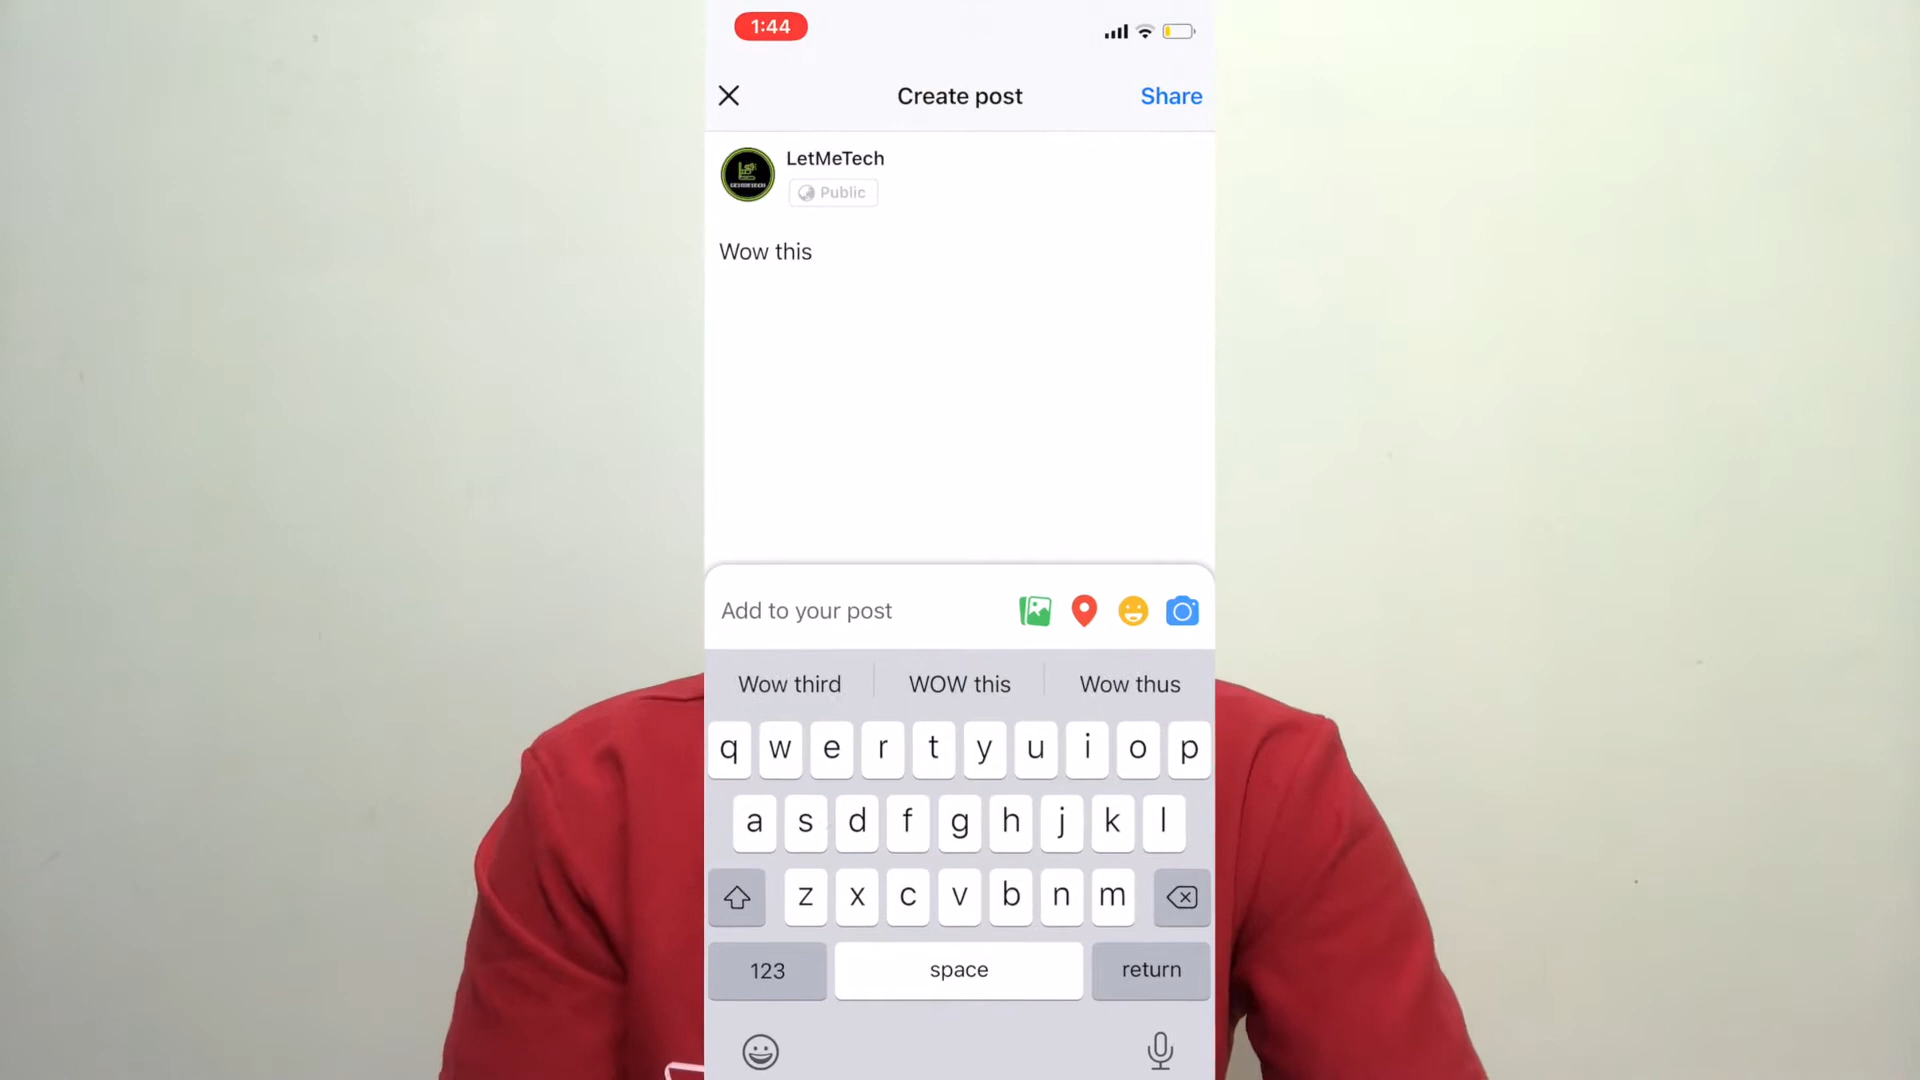 1:44
Create post
Share
LetMeTech
Public
Wow this
Add to your post
Wow third
WOW this
Wow thus
q w e r t y u i o p
a s d f g h j k l
z x c v b n m
123
space
return